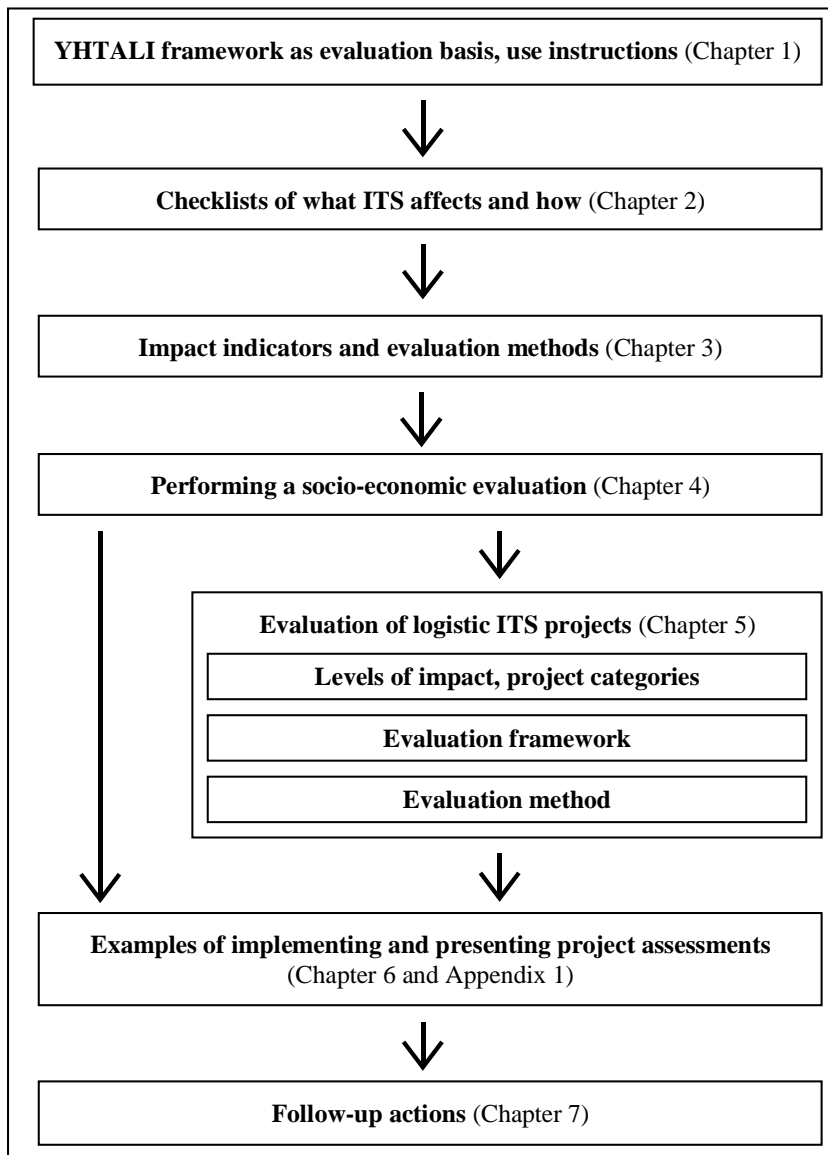 YHTALI framework as evaluation basis, use instructions (Chapter 1)
Checklists of what ITS affects and how (Chapter 2)
Impact indicators and evaluation methods (Chapter 3)
Performing a socio-economic evaluation (Chapter 4)
Evaluation of logistic ITS projects (Chapter 5)
Levels of impact, project categories
Evaluation framework
Evaluation method
Examples of implementing and presenting project assessments
(Chapter 6 and Appendix 1)
Follow-up actions (Chapter 7)